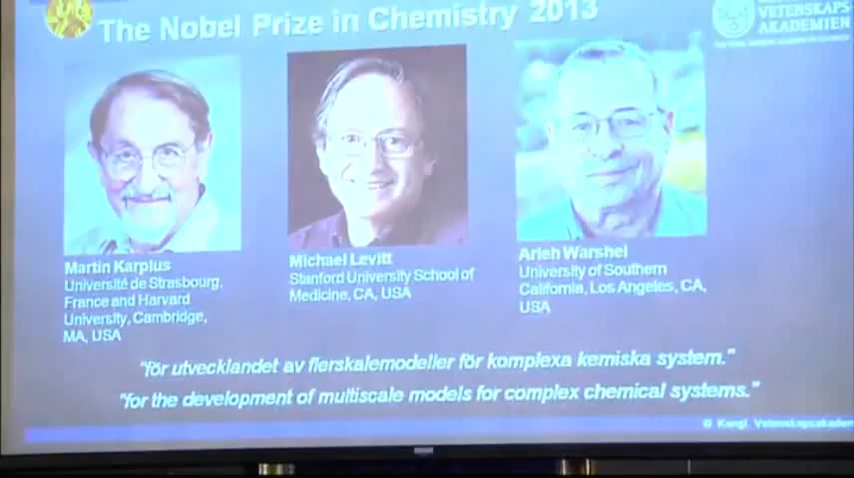 The Nobel Prize in Chemistry 2013
VETENSKAPS
AKADEMIEN
Martin Karplus
Université de Strasbourg,
France and Harvard
University, Cambridge,
MA, USA
Michael Levitt
Stanford University School of
Medicine, CA, USA
Arieh Warshel
University of Southern
California, Los Angeles, CA,
USA
"för utvecklandet av flerskalemodeller för komplexa kemiska system."
"for the development of multiscale models for complex chemical systems."
© Kungl. Vetenskapsakadem